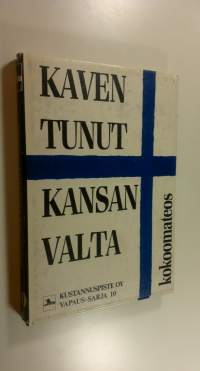 KAVEN
TUNUT
KANSAN
VALTA
kokoomateos
KUSTANNUSPISTE OY
VAPAUS-SARJA 10